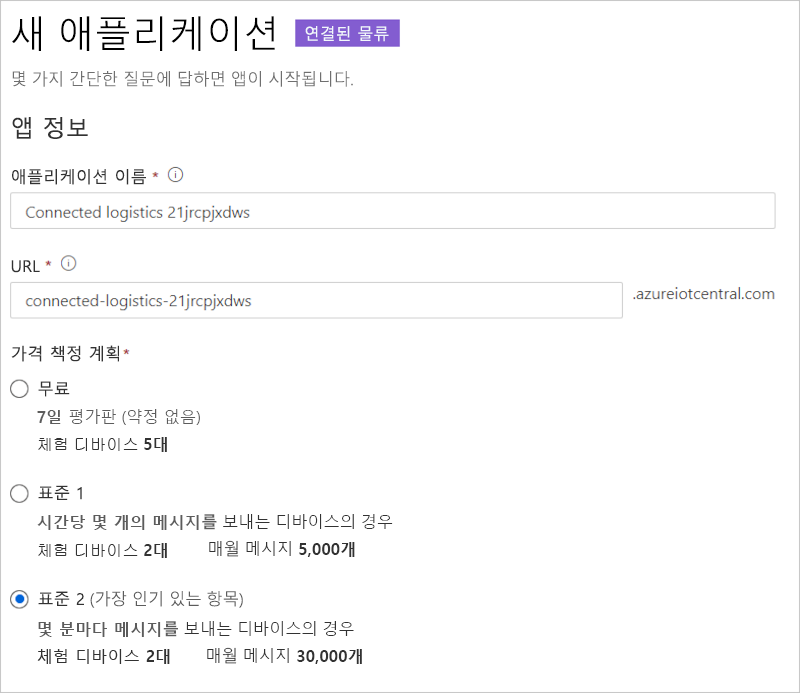 새 애플리케이션 연결된 물류
몇 가지 간단한 질문에 답하면 앱이 시작됩니다.
앱 정보
애플리케이션 이름 *
Connected logistics 21jrcpjxdws
URL *
connected-logistics-21jrcpjxdws .azureiotcentral.com
가격 책정 계획*
무료
7일 평가판 (약정 없음)
체험 디바이스 5대
표준 1
시간당 몇 개의 메시지를 보내는 디바이스의 경우
체험 디바이스 2대 매월 메시지 5,000개
표준 2 (가장 인기 있는 항목)
몇 분마다 메시지를 보내는 디바이스의 경우
체험 디바이스 2대 매월 메시지 30,000개